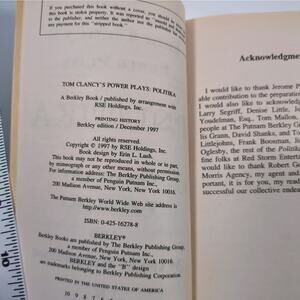 If you purchased this book without a cover, you should be
this book is stolen property. It was reported as
to the publisher, and neither the author nor the
any payment for this "stripped book."
TOM CLANCY'S POWER PLAYS: POLITIKA
A Berkley Book / published by arrangement with
RSE Holdings, Inc.
PRINTING HISTORY
Berkley edition / December 1997
All rights reserved.
Copyright © 1997 by RSE Holdings, Inc.
Book design by Erin L. Lush.
This book may not be reproduced in whole or in part,
by mimeograph or any other means, without permission.
For information address: The Berkley Publishing Group,
a member of Penguin Putnam Inc.,
200 Madison Avenue, New York, New York 10016.
The Putnam Berkley World Wide Web site address is
http://www.berkley.com
ISBN: 0-425-16278-8
BERKLEY®
Berkley Books are published by The Berkley Publishing Group,
a member of Penguin Putnam Inc.,
200 Madison Avenue, New York, New York 10016.
BERKLEY and the "B" design
are trademarks belonging to Berkley Publishing Corporation.
PRINTED IN THE UNITED STATES OF AMERICA
10 9 8 7 6
Acknowledgment
I would like to thank Jerome P
able contribution to the preparation
Larry Segriff, Denise Little, Jo
Youdelman, Esq., Tom Mallon, Esq
people at The Putnam Berkley G
lis Grann, David Shanks, and To
Littlejohns, Frank Boosman, J
Oglesby, the rest of the Politika
fine folks at Red Storm Entert
would like to thank Robert G
Morris Agency, my agent and
portant, it is for you, my read
successful our collective endea
10